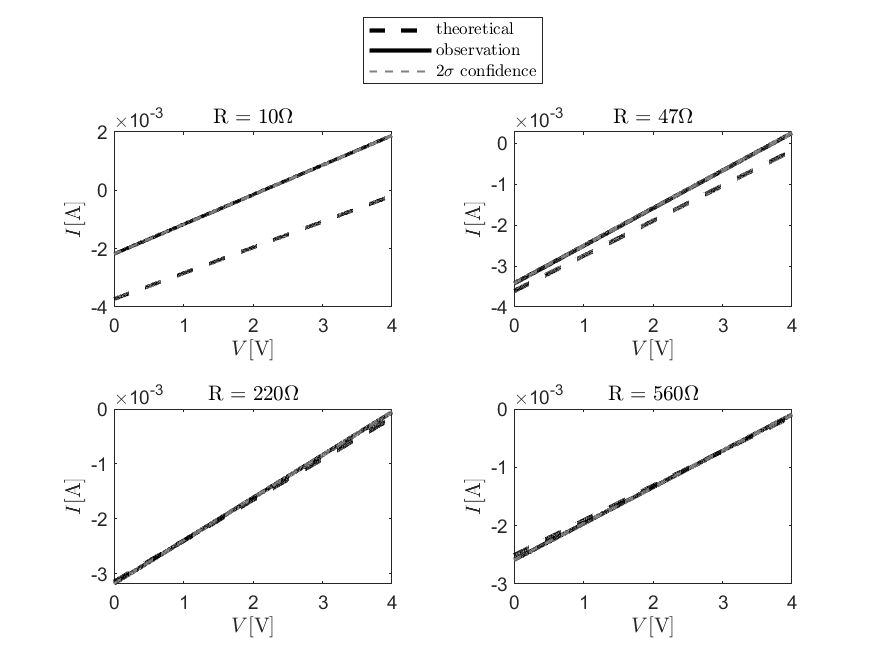 theoretical
observation
2σ confidence
×10⁻³
R = 10Ω
2
0
-2
-4
I[A]
0 1 2 3 4
V[V]
×10⁻³
R = 47Ω
0
-1
-2
-3
-4
I[A]
0 1 2 3 4
V[V]
×10⁻³
R = 220Ω
0
-1
-2
-3
I[A]
0 1 2 3 4
V[V]
×10⁻³
R = 560Ω
0
-1
-2
-3
I[A]
0 1 2 3 4
V[V]